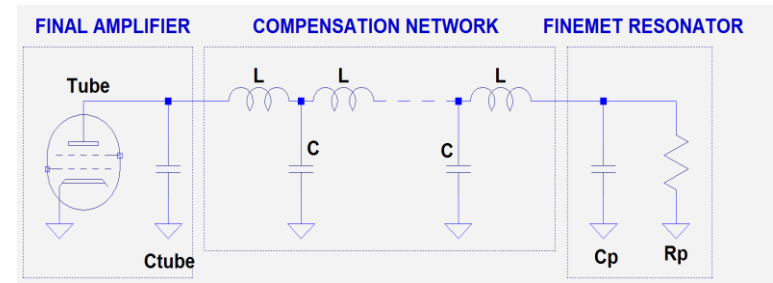 FINAL AMPLIFIER COMPENSATION NETWORK FINEMET RESONATOR
Tube L L L
C C
Ctube Cp Rp